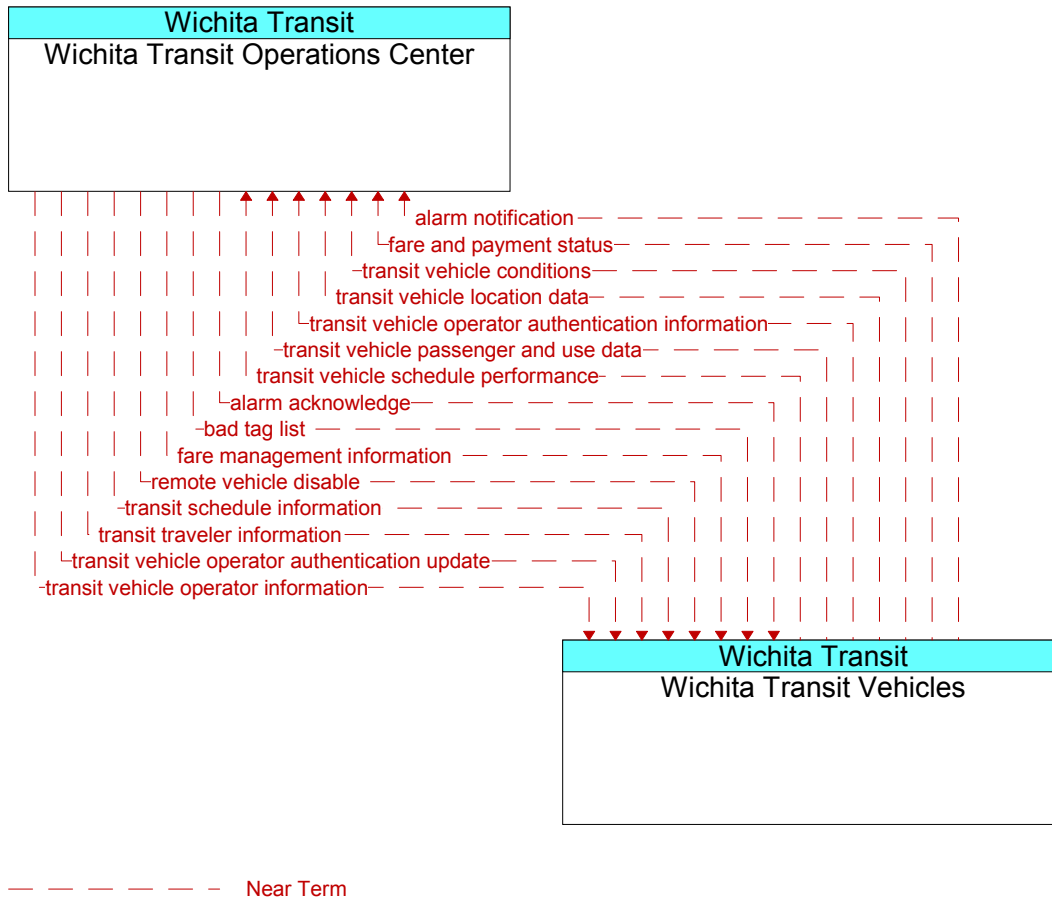 Wichita Transit
Wichita Transit Operations Center
alarm notification
fare and payment status
transit vehicle conditions
transit vehicle location data
transit vehicle operator authentication information
transit vehicle passenger and use data
transit vehicle schedule performance
alarm acknowledge
bad tag list
fare management information
remote vehicle disable
transit schedule information
transit traveler information
transit vehicle operator authentication update
transit vehicle operator information
Wichita Transit
Wichita Transit Vehicles
Near Term